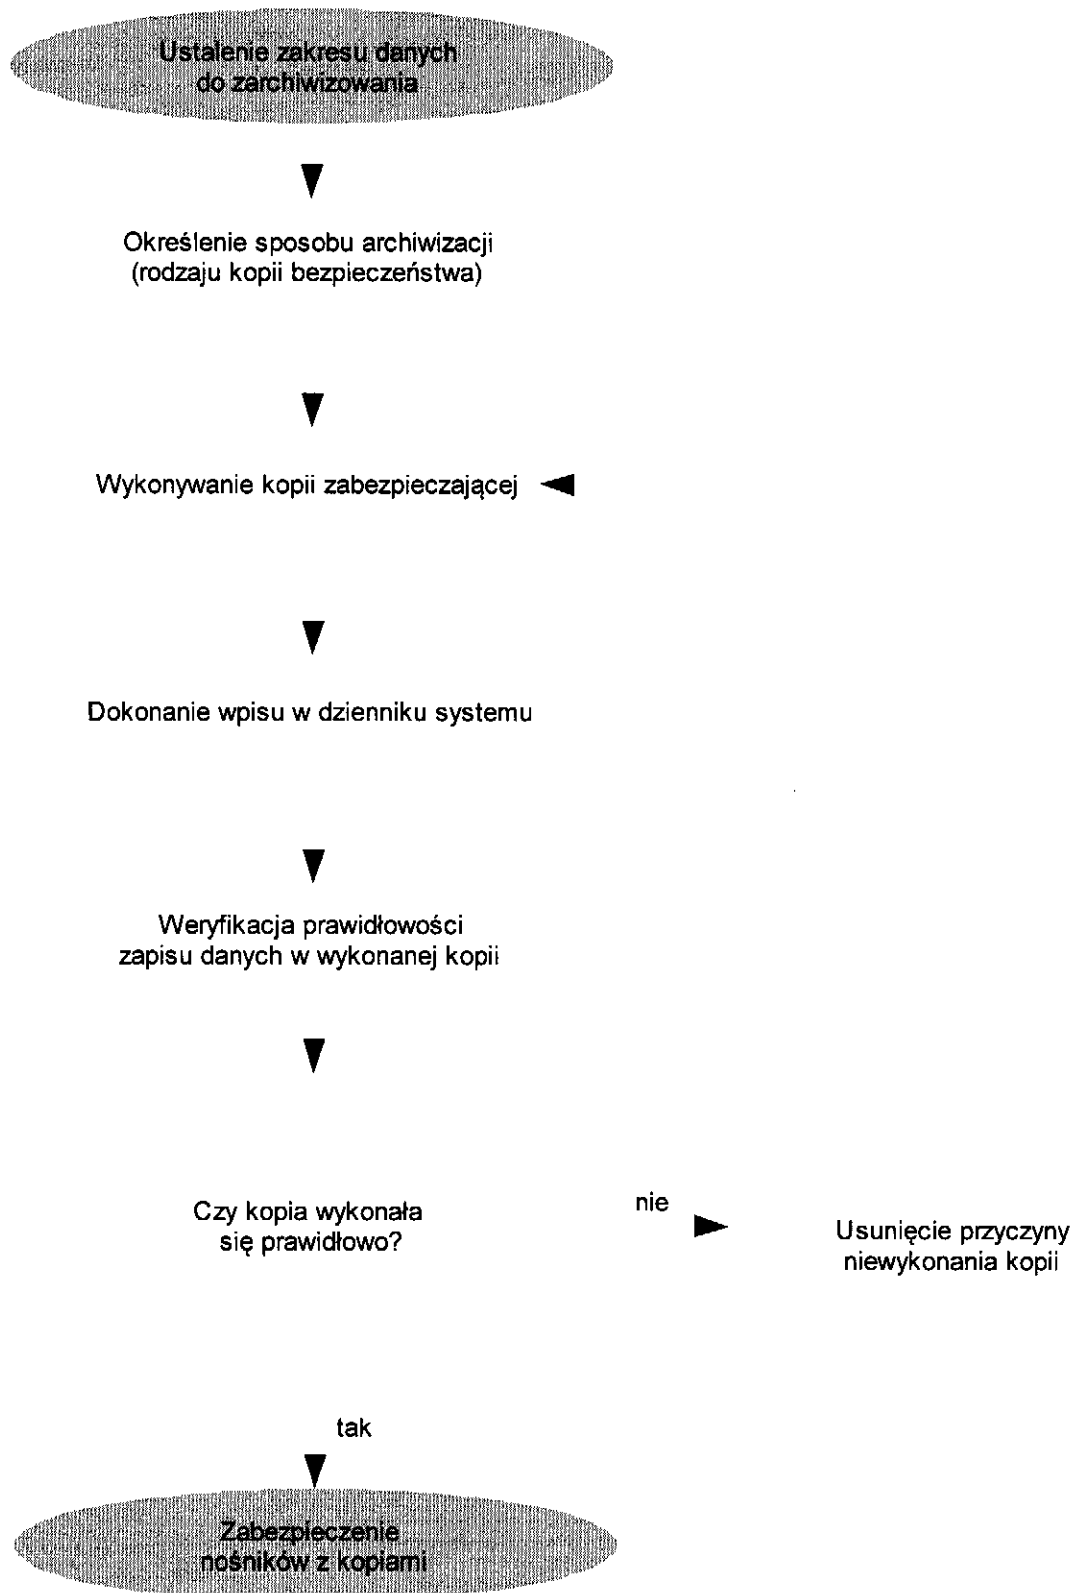 Ustalenie zakresu danych
do zarchiwizowania
Określenie sposobu archiwizacji
(rodzaju kopii bezpieczeństwa)
Wykonywanie kopii zabezpieczającej
Dokonanie wpisu w dzienniku systemu
Weryfikacja prawidłowości
zapisu danych w wykonanej kopii
Czy kopia wykonała
się prawidłowo?
nie
Usunięcie przyczyny
niewykonania kopii
tak
Zabezpieczenie
nośników z kopiami